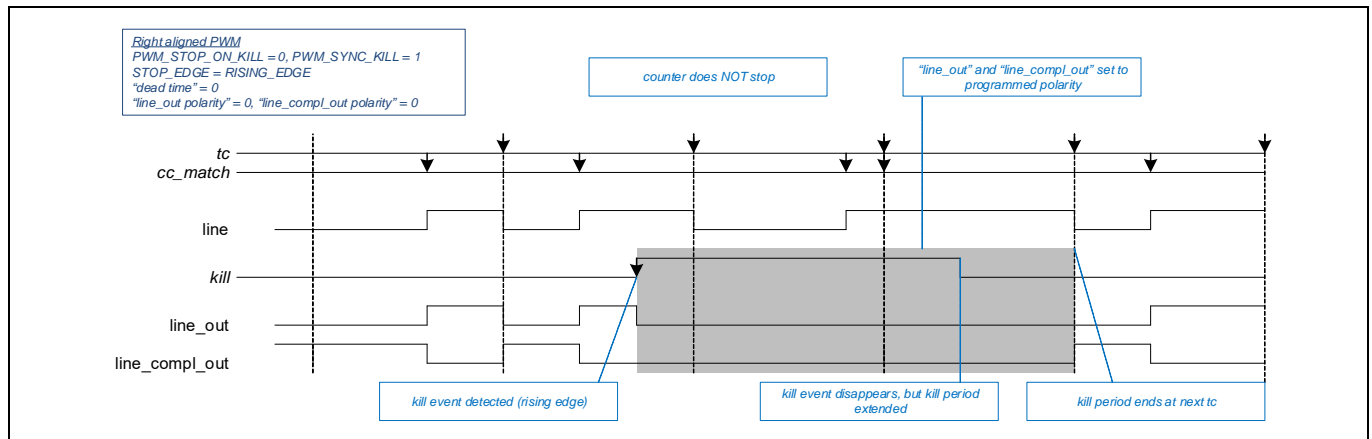 Right aligned PWM
PWM_STOP_ON_KILL = 0, PWM_SYNC_KILL = 1
STOP_EDGE = RISING_EDGE
“dead time” = 0
“line_out polarity” = 0, “line_compl_out polarity” = 0
counter does NOT stop
“line_out” and “line_compl_out” set to
programmed polarity
tc
cc_match
line
kill
line_out
line_compl_out
kill event detected (rising edge)
kill event disappears, but kill period
extended
kill period ends at next tc